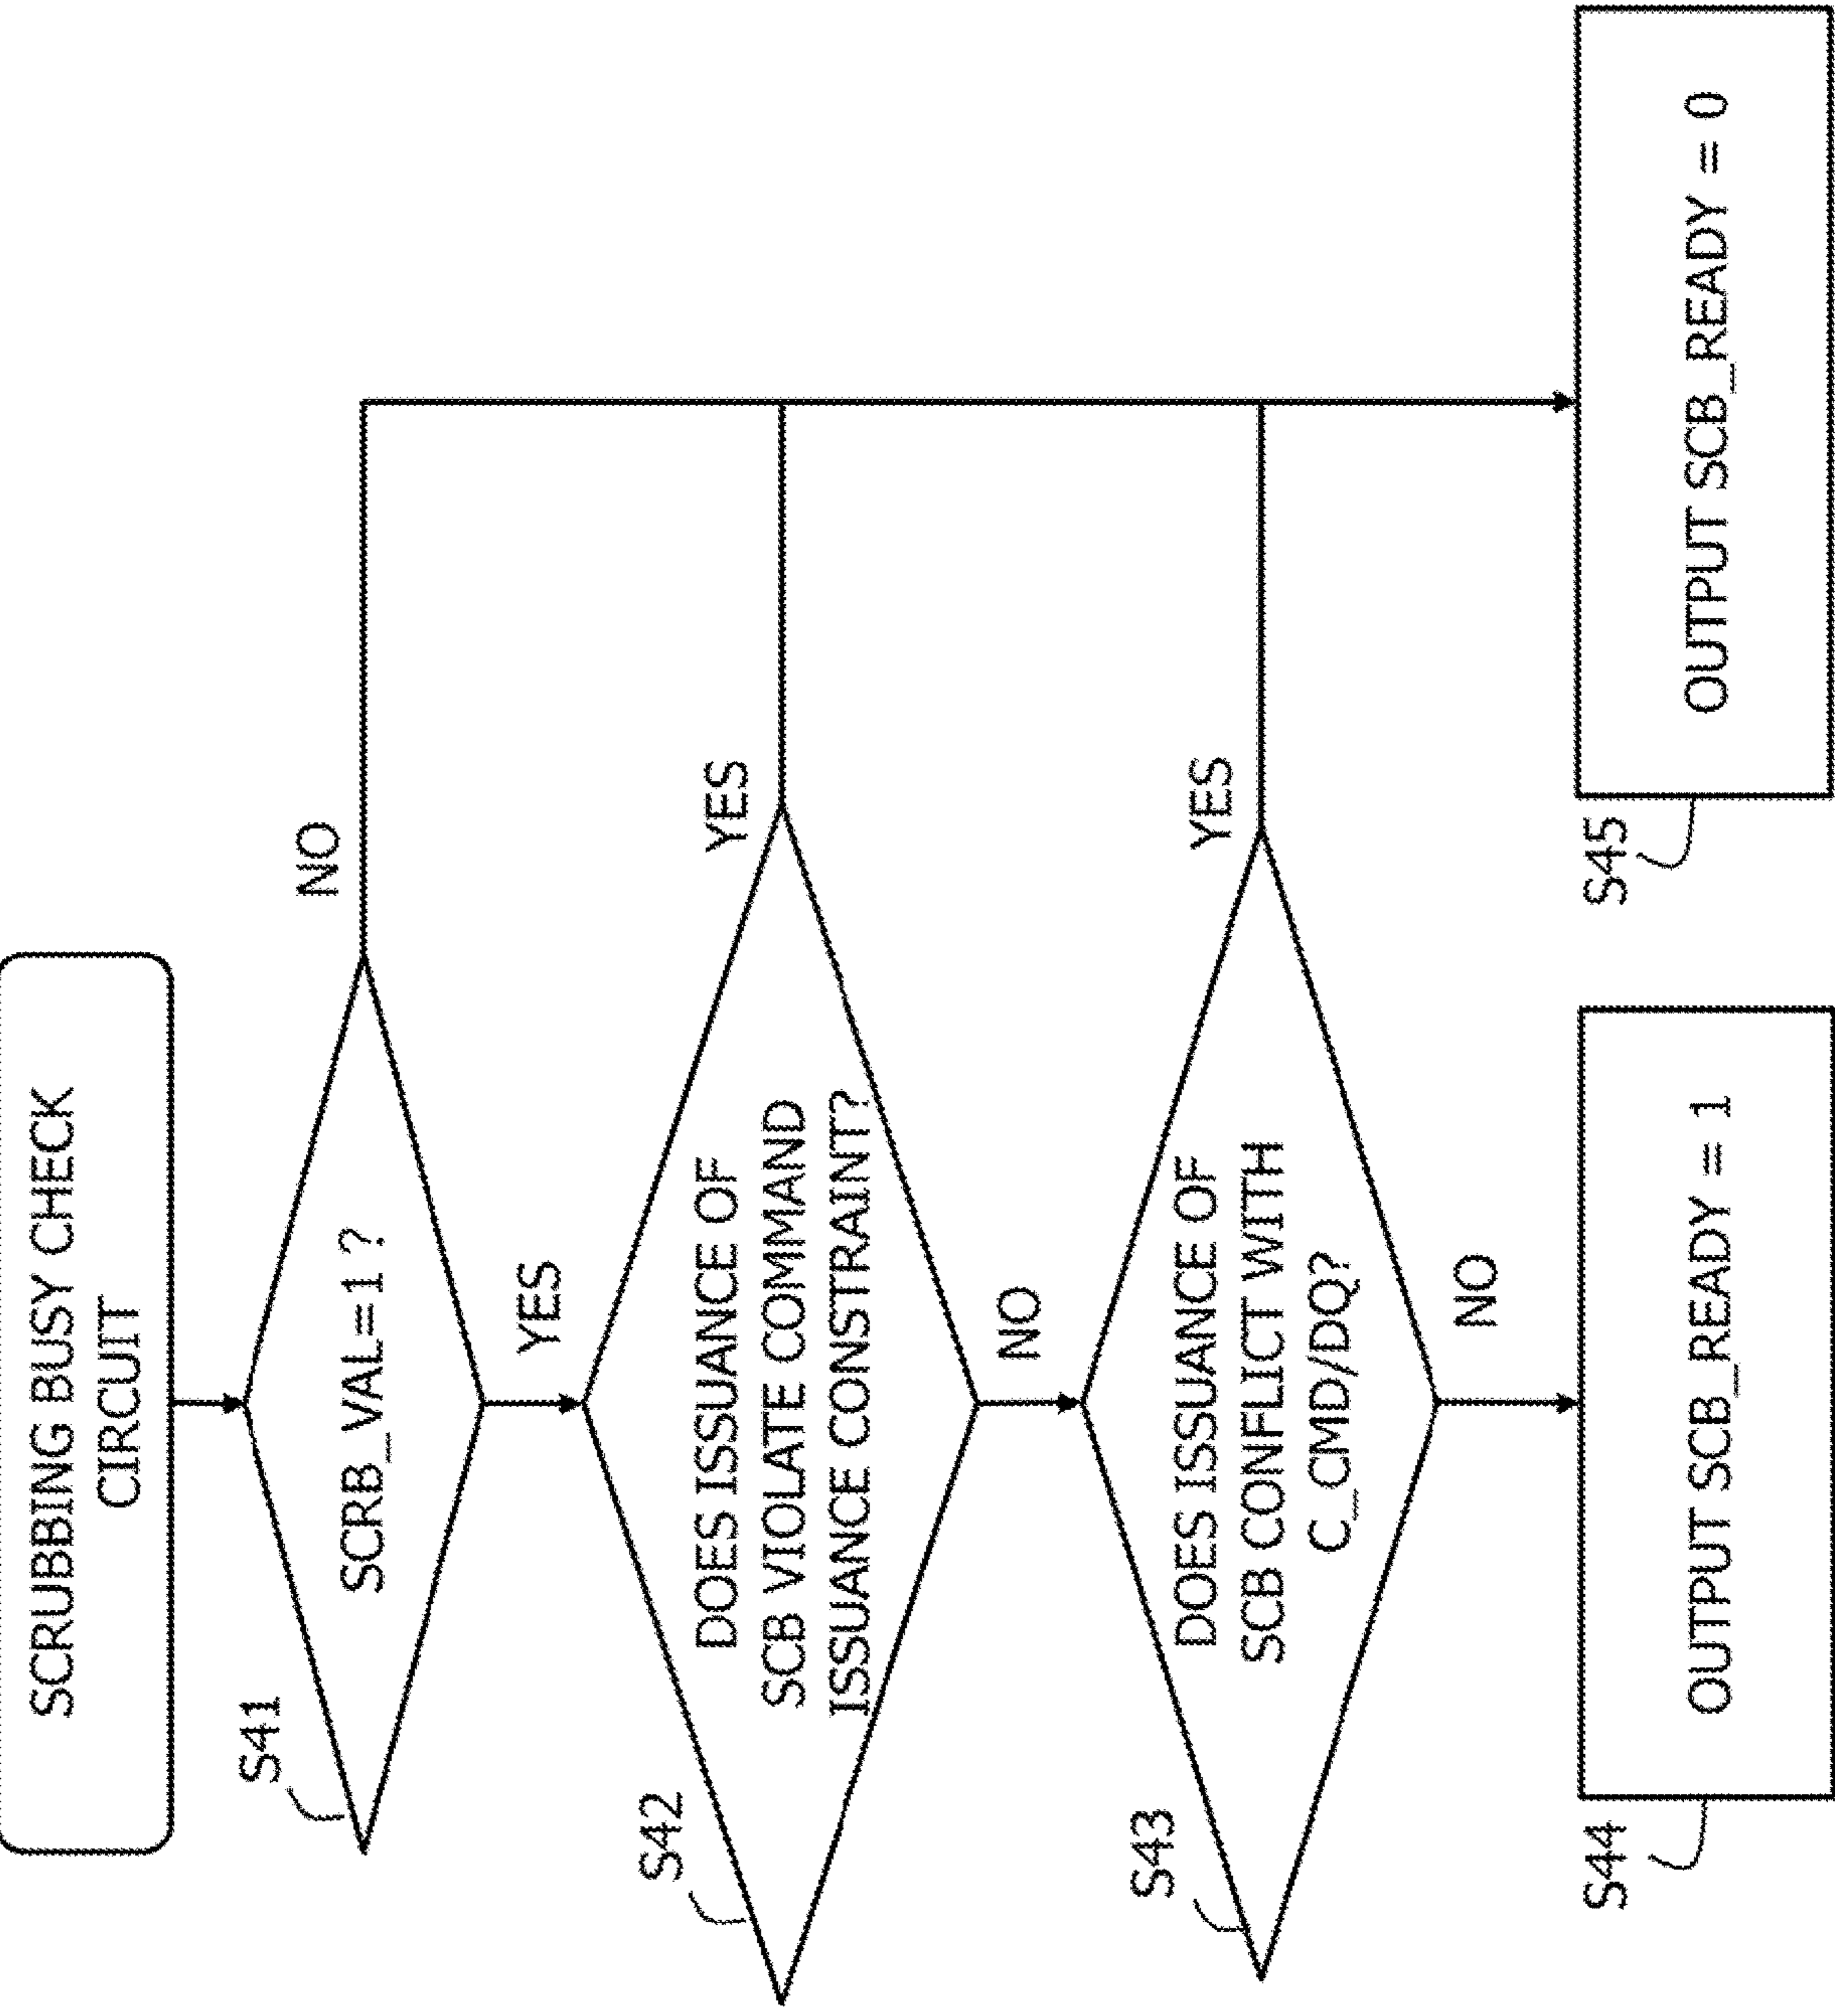 SCRUBBING BUSY CHECK
CIRCUIT
S41
SCRB_VAL=1 ?
NO
YES
S42
DOES ISSUANCE OF
SCB VIOLATE COMMAND
ISSUANCE CONSTRAINT?
YES
NO
S43
DOES ISSUANCE OF
SCB CONFLICT WITH
C_CMD/DQ?
YES
NO
S44
OUTPUT SCB_READY = 1
S45
OUTPUT SCB_READY = 0